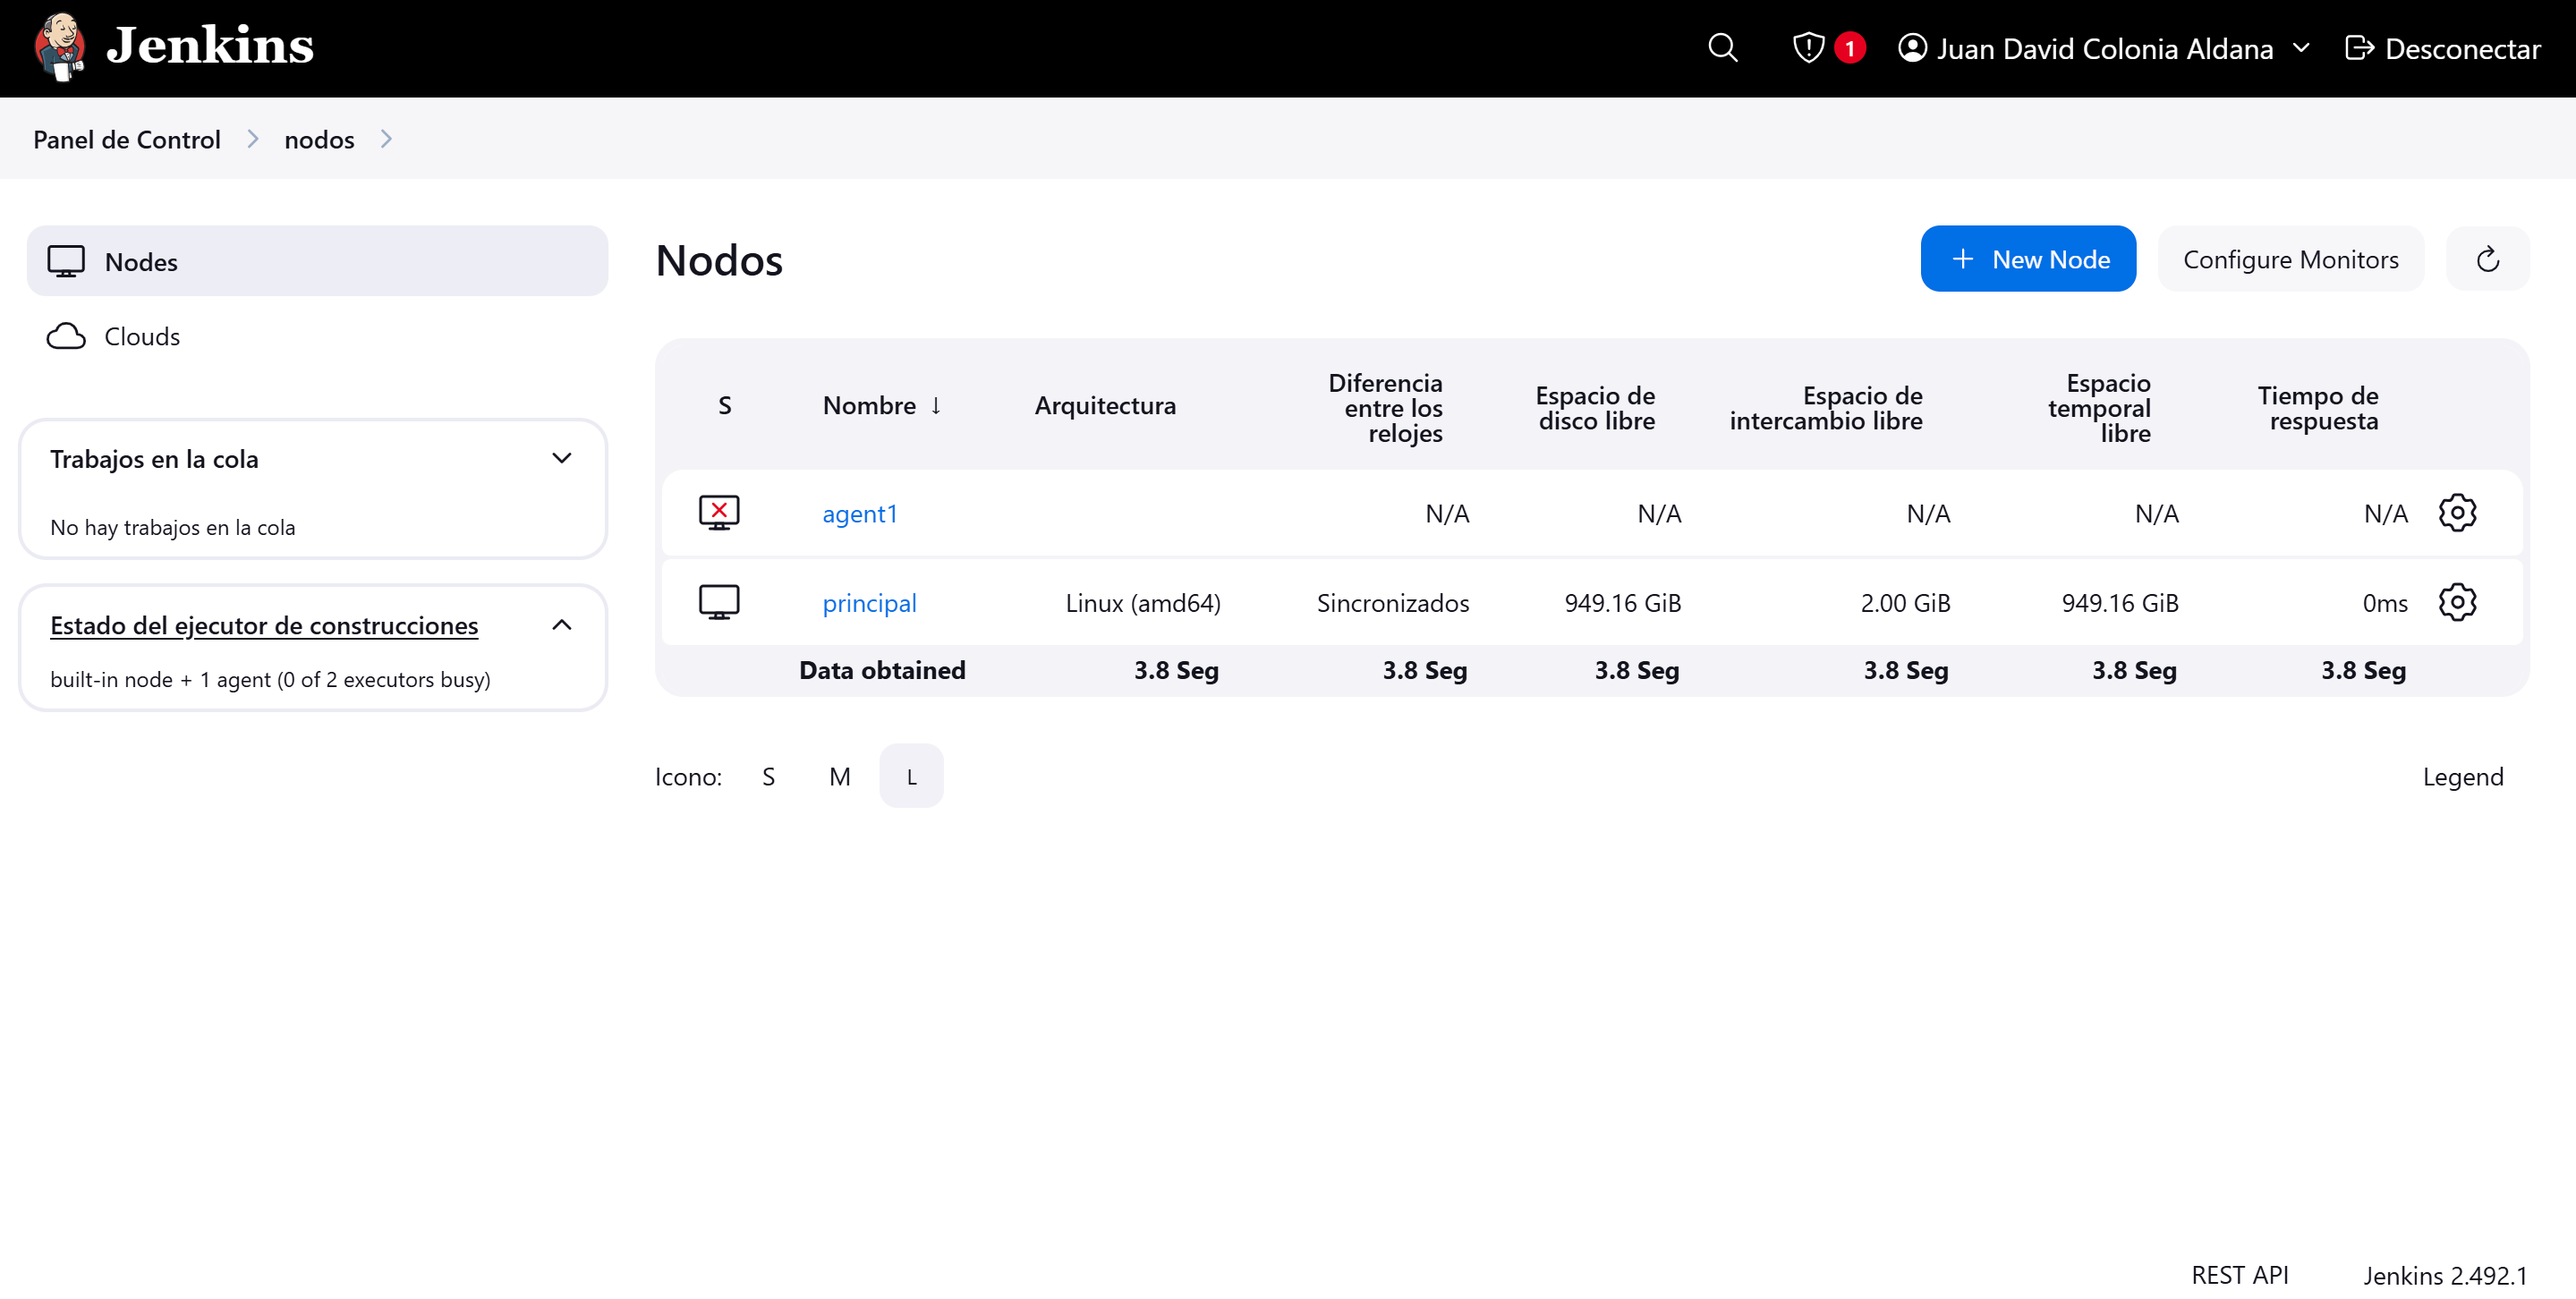 Jenkins
1
Juan David Colonia Aldana
Desconectar
Panel de Control
nodos
Nodes
Clouds
Trabajos en la cola
No hay trabajos en la cola
Estado del ejecutor de construcciones
built-in node + 1 agent (0 of 2 executors busy)
Nodos
New Node
Configure Monitors
S
Nombre ↓
Arquitectura
Diferencia
entre los
relojes
Espacio de
disco libre
Espacio de
intercambio libre
Espacio
temporal
libre
Tiempo de
respuesta
agent1 N/A N/A N/A N/A N/A
principal Linux (amd64) Sincronizados 949.16 GiB 2.00 GiB 949.16 GiB 0ms
Data obtained 3.8 Seg 3.8 Seg 3.8 Seg 3.8 Seg 3.8 Seg 3.8 Seg
Icono: S M L
Legend
REST API
Jenkins 2.492.1